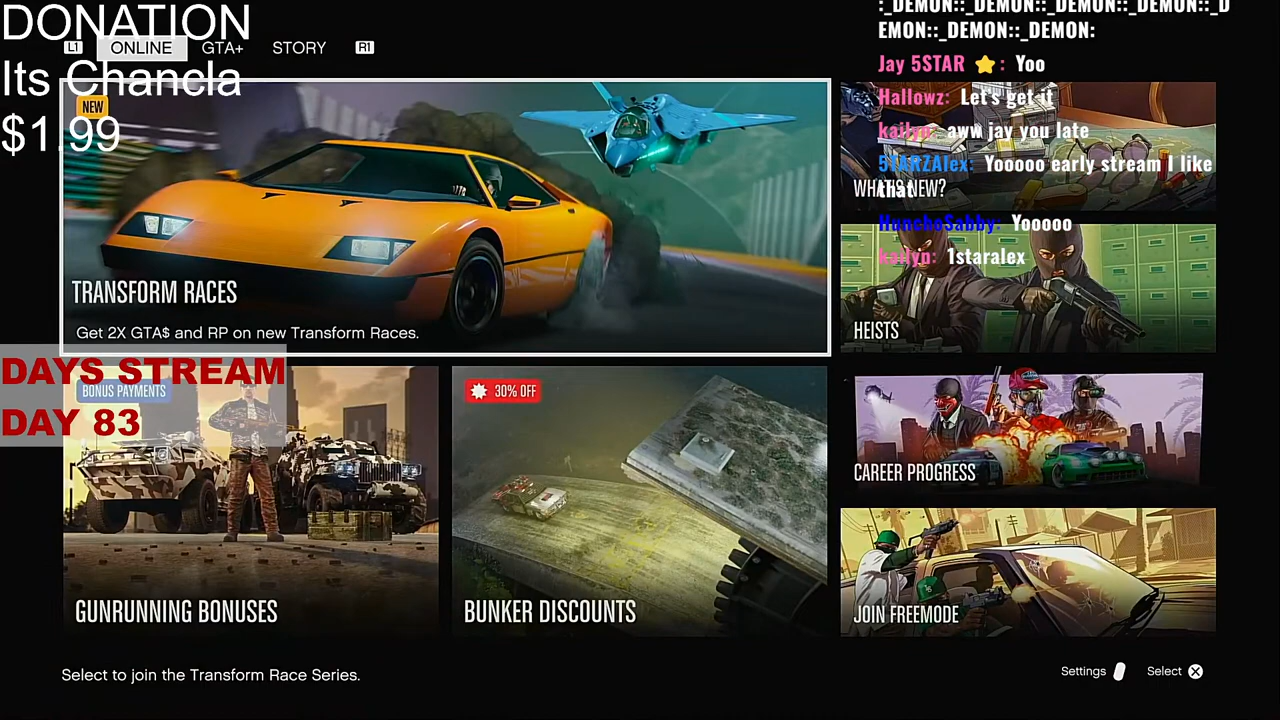 DONATION
Its Chancla
$1.99
L1 ONLINE GTA+ STORY R1
NEW
TRANSFORM RACES
Get 2X GTA$ and RP on new Transform Races.
DAYS STREAM
DAY 83
BONUS PAYMENTS
GUNRUNNING BONUSES
30% OFF
BUNKER DISCOUNTS
:_DEMON::_DEMON::_DEMON::_DEMON::_D
EMON::_DEMON::_DEMON:
Jay 5STAR ⭐: Yoo
Hallowz: Let's get it
kailyn: aww jay you late
5TARZAlex: Yooooo early stream I like
that
HunchoSabby: Yooooo
kailyn: 1staralex
WHAT'S NEW?
HEISTS
CAREER PROGRESS
JOIN FREEMODE
Select to join the Transform Race Series.
Settings Select